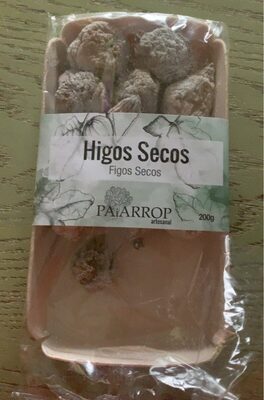 Higos Secos
Figos Secos
PAIARROP
artesanal
200g